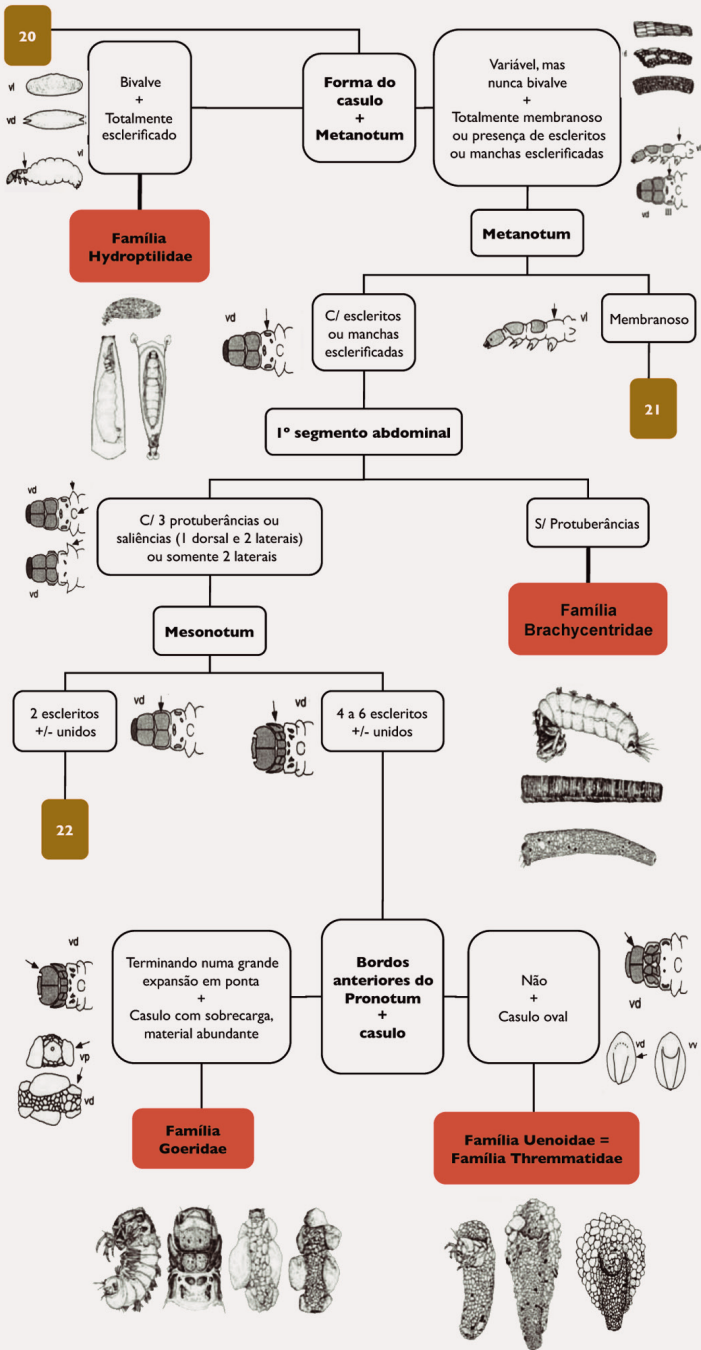 20
vl
vd
vl
Bivalve
+
Totalmente
esclerificado
Forma do
casulo
+
Metanotum
Variável, mas
nunca bivalve
+
Totalmente membranoso
ou presença de escleritos
ou manchas esclerificadas
vd
III
Família
Hydroptilidae
Metanotum
vd
C/ escleritos
ou manchas
esclerificadas
vl
Membranoso
21
1º segmento abdominal
vd
vd
C/ 3 protuberâncias ou
saliências (1 dorsal e 2 laterais)
ou somente 2 laterais
S/ Protuberâncias
Família
Brachycentridae
Mesonotum
2 escleritos
+/- unidos
vd
vd
4 a 6 escleritos
+/- unidos
22
vd
vp
vd
Terminando numa grande
expansão em ponta
+
Casulo com sobrecarga,
material abundante
Bordos
anteriores do
Pronotum
+
casulo
Não
+
Casulo oval
vd
vd
vv
Família
Goeridae
Família Uenoidae =
Família Thremmatidae